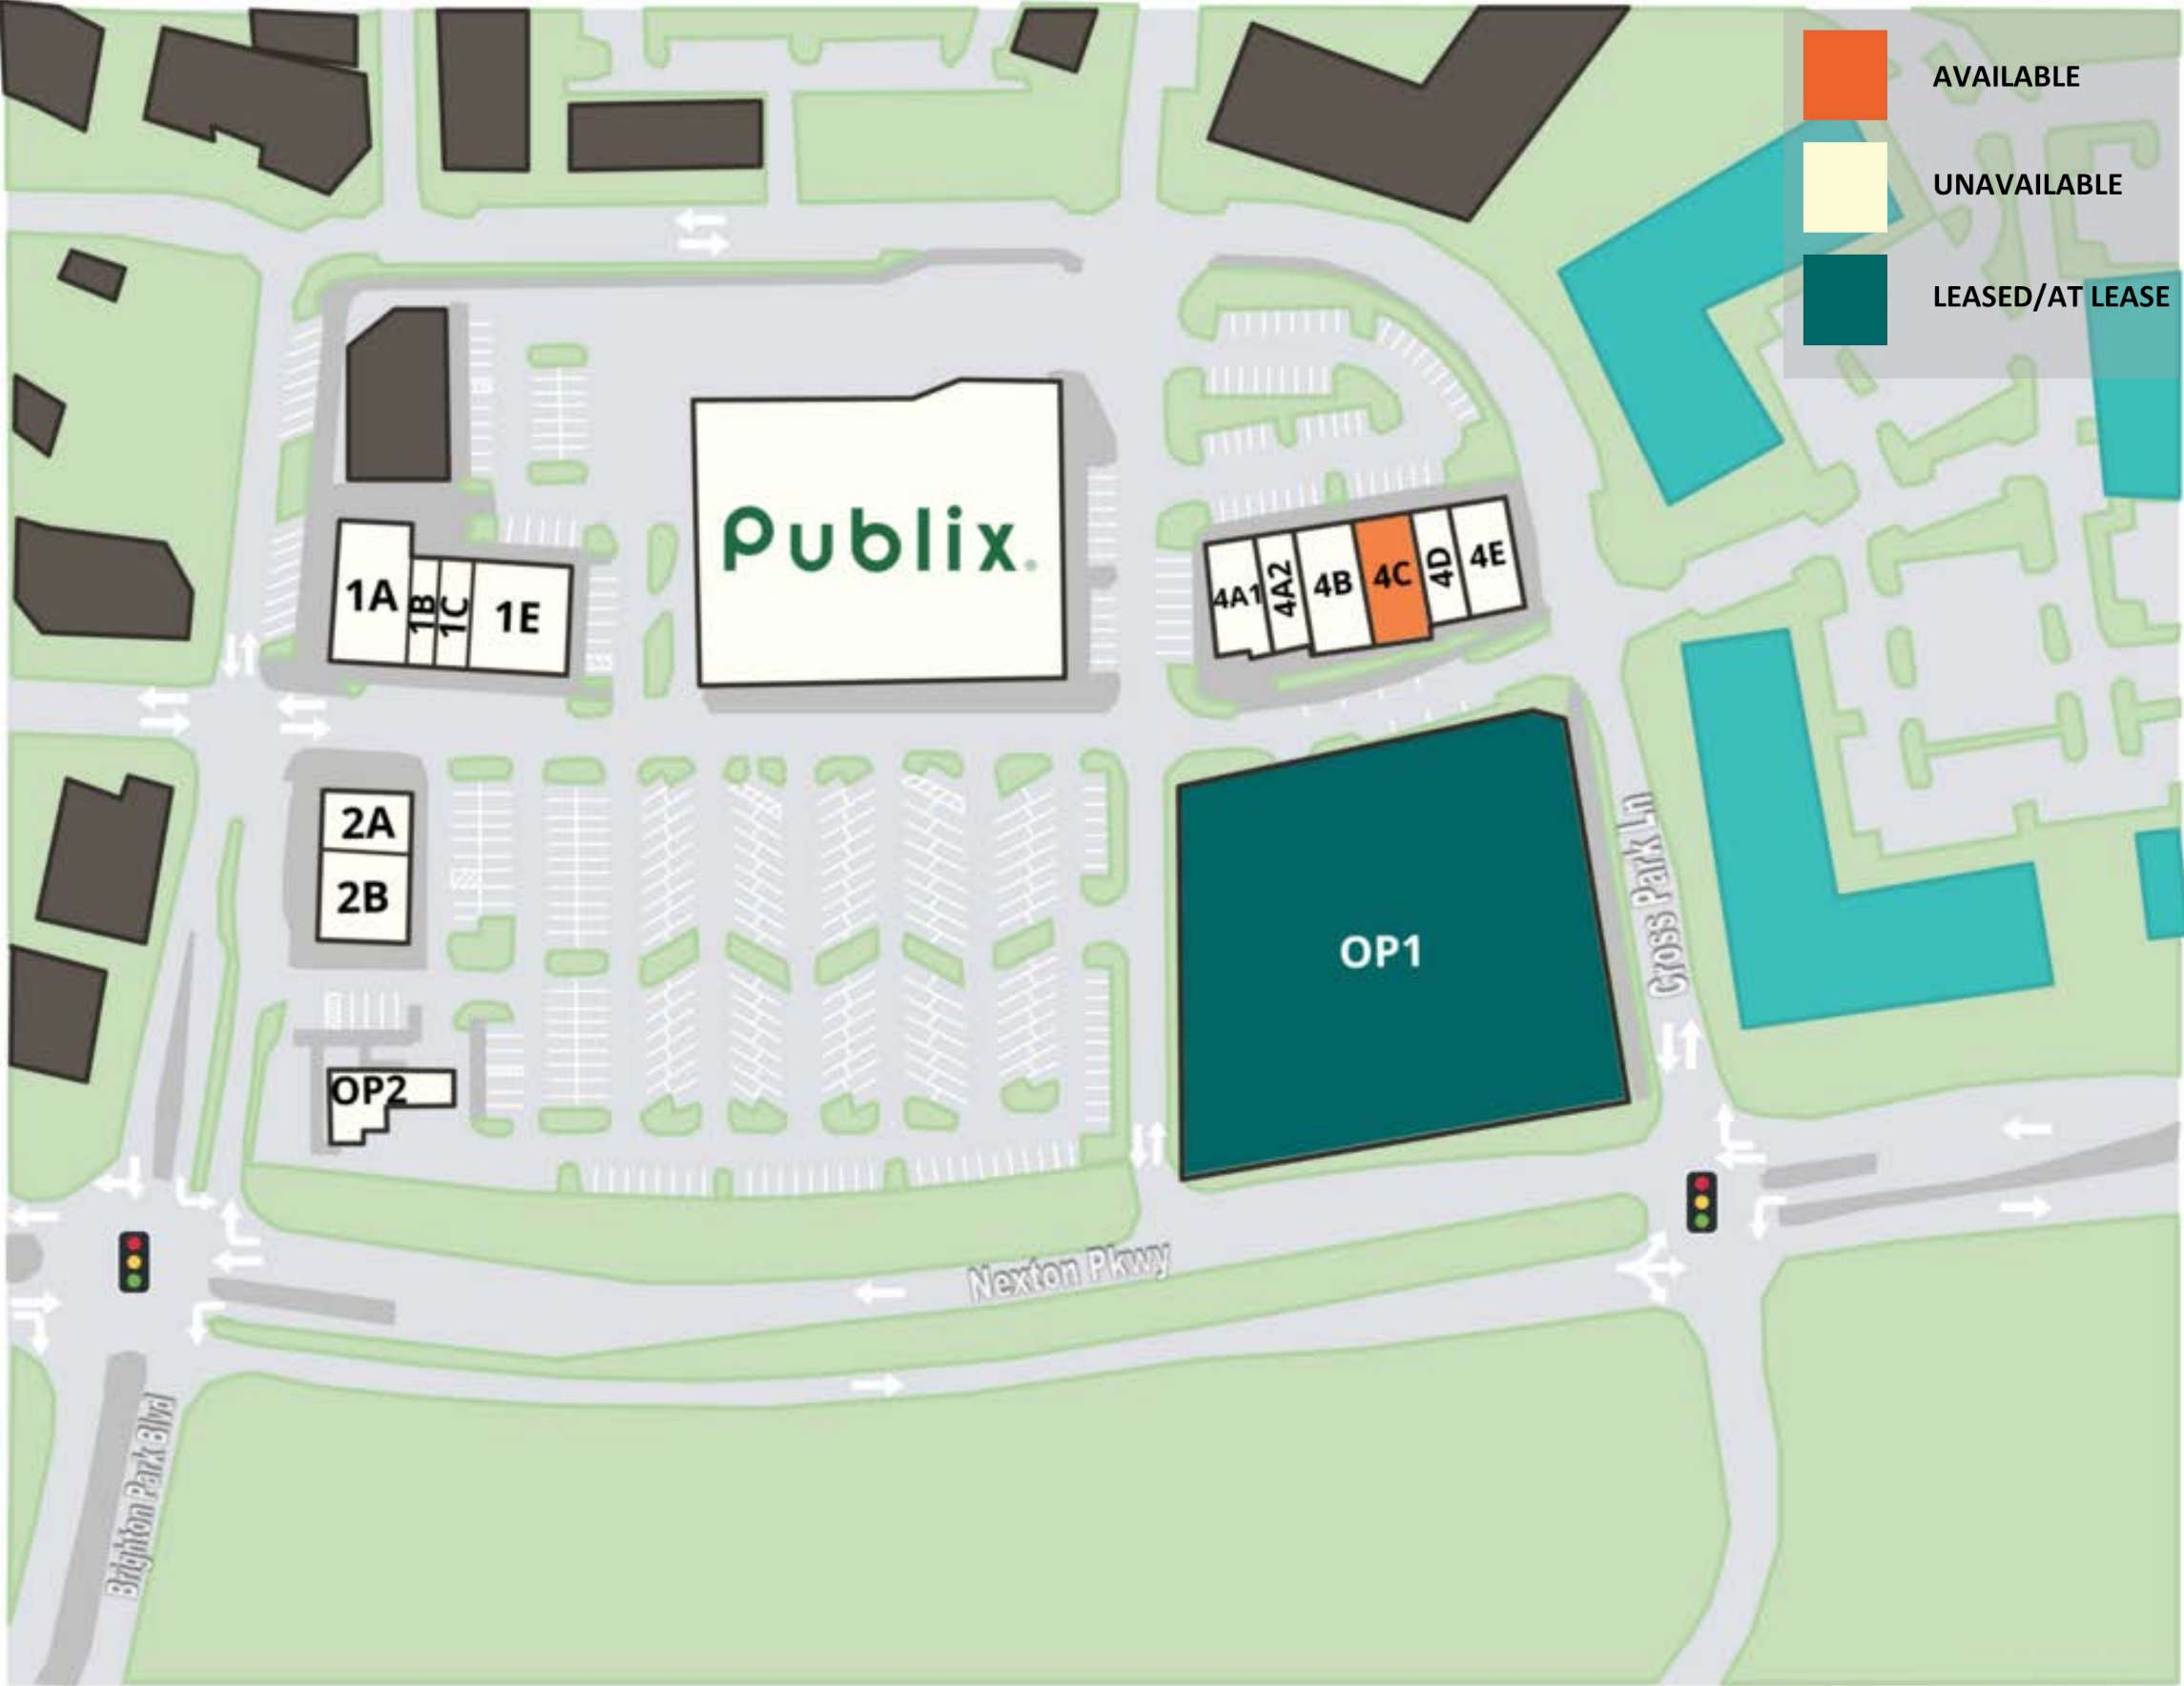 AVAILABLE
UNAVAILABLE
LEASED/AT LEASE
Publix.
1A
1B
1C
1E
4A1
4A2
4B
4C
4D
4E
2A
2B
OP1
OP2
Cross Park Ln
Nexton Pkwy
Brighton Park Blvd